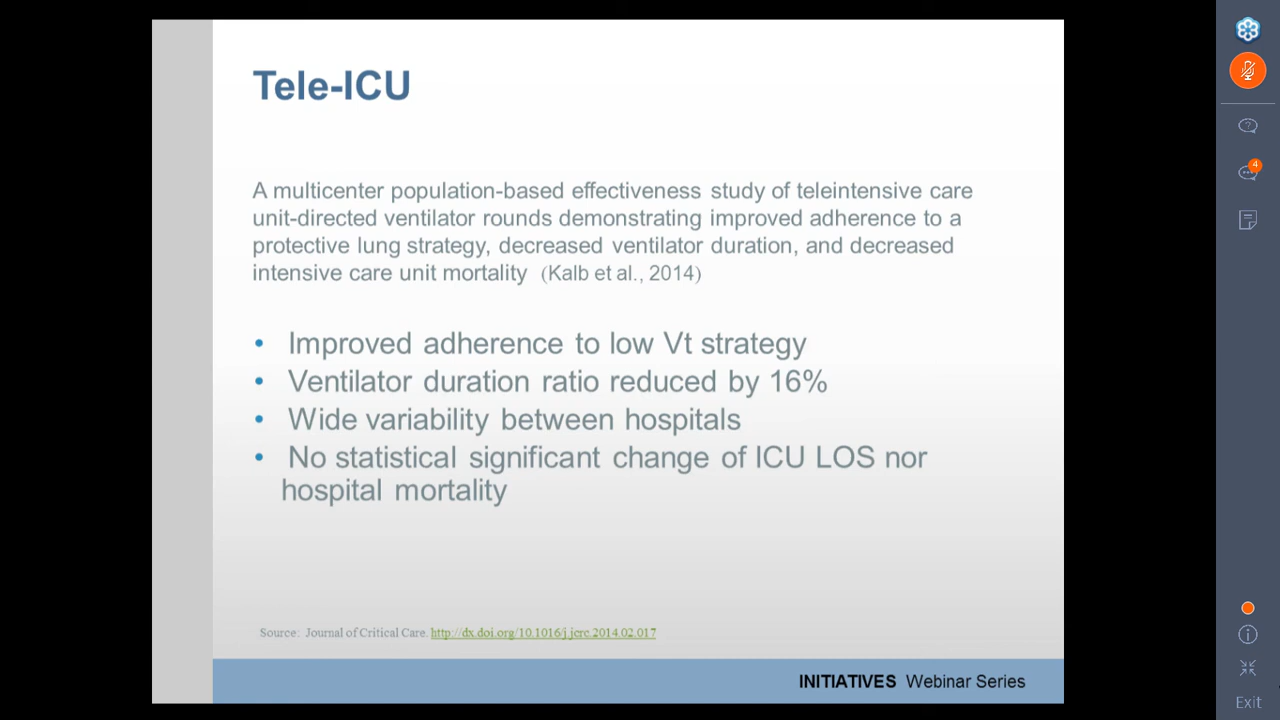 Tele-ICU
A multicenter population-based effectiveness study of teleintensive care
unit-directed ventilator rounds demonstrating improved adherence to a
protective lung strategy, decreased ventilator duration, and decreased
intensive care unit mortality (Kalb et al., 2014)
• Improved adherence to low Vt strategy
• Ventilator duration ratio reduced by 16%
• Wide variability between hospitals
• No statistical significant change of ICU LOS nor
hospital mortality
Source: Journal of Critical Care. http://dx.doi.org/10.1016/j.jcrc.2014.02.017
INITIATIVES Webinar Series
4
Exit